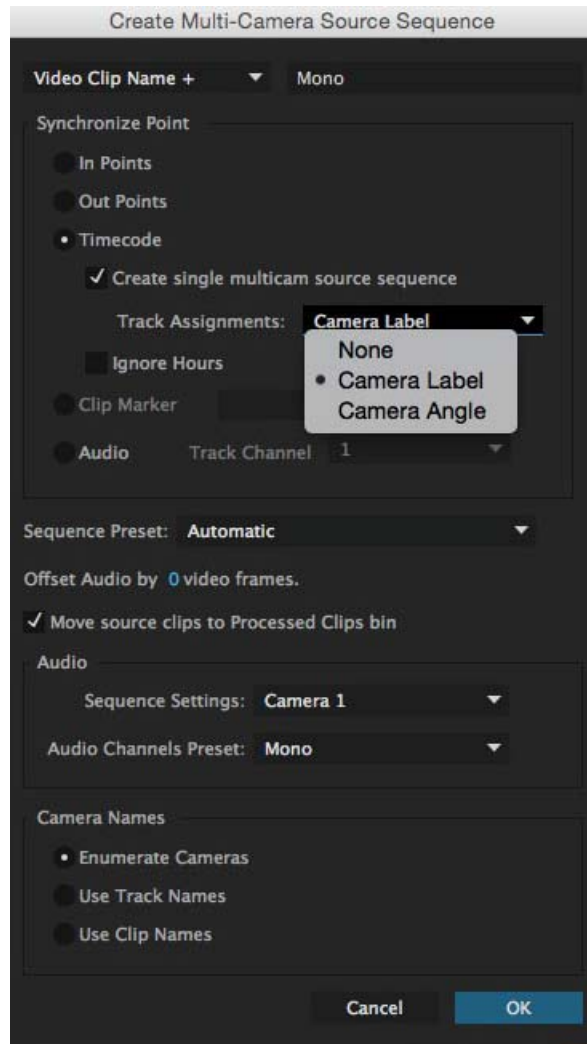 Create Multi-Camera Source Sequence
Video Clip Name + Mono
Synchronize Point
In Points
Out Points
Timecode
Create single multicam source sequence
Track Assignments: Camera Label
None
Camera Label
Camera Angle
Ignore Hours
Clip Marker
Audio Track Channel 1
Sequence Preset: Automatic
Offset Audio by 0 video frames.
Move source clips to Processed Clips bin
Audio
Sequence Settings: Camera 1
Audio Channels Preset: Mono
Camera Names
Enumerate Cameras
Use Track Names
Use Clip Names
Cancel OK